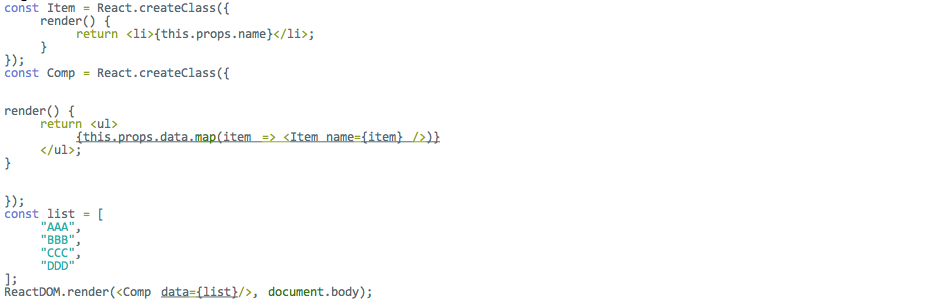 const Item = React.createClass({
render() {
return <li>{this.props.name}</li>;
}
});
const Comp = React.createClass({
render() {
return <ul>
{this.props.data.map(item => <Item name={item} />)}
</ul>;
}
});
const list = [
"AAA",
"BBB",
"CCC",
"DDD"
];
ReactDOM.render(<Comp data={list}/>, document.body);